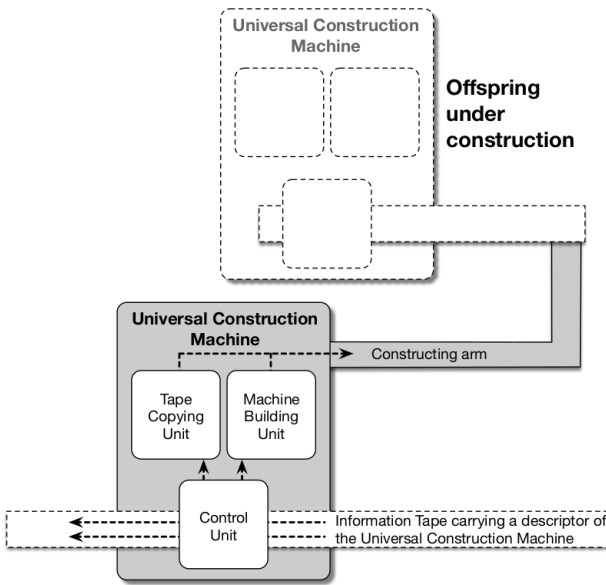 Universal Construction
Machine
Offspring
under
construction
Universal Construction
Machine
Constructing arm
Tape
Copying
Unit
Machine
Building
Unit
Control
Unit
Information Tape carrying a descriptor of
the Universal Construction Machine